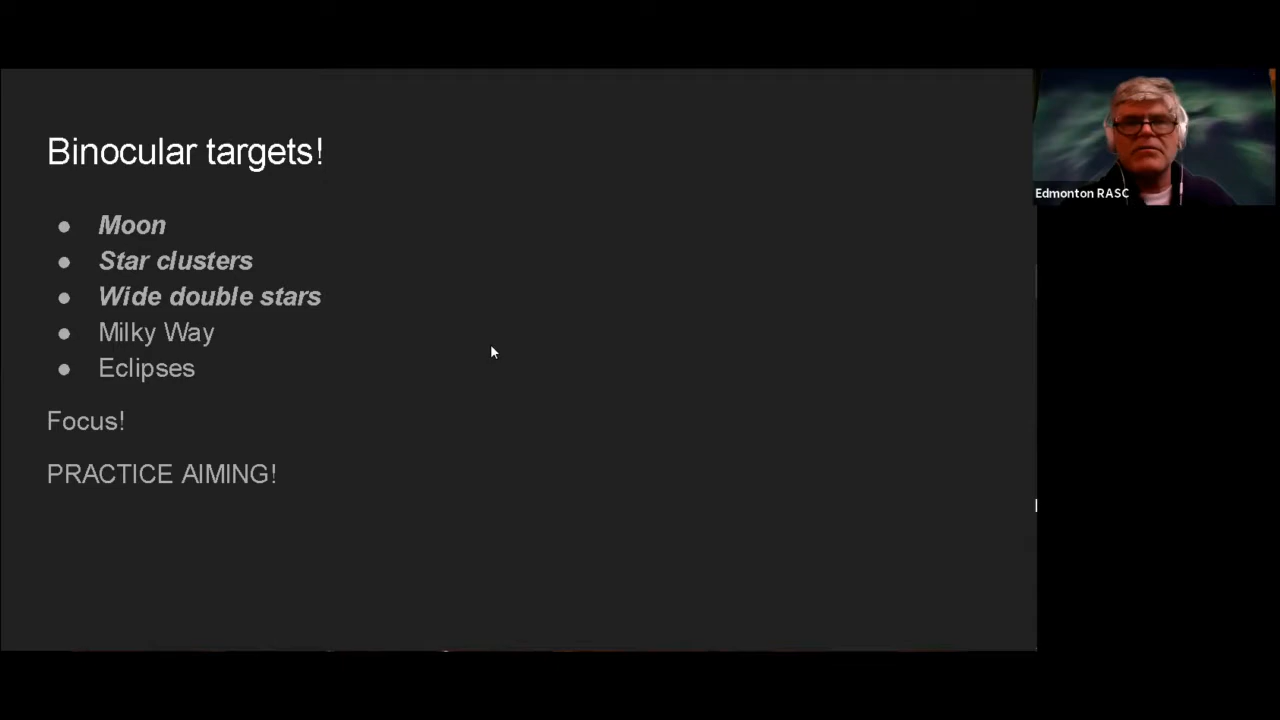 Binocular targets!
● Moon
● Star clusters
● Wide double stars
● Milky Way
● Eclipses
Focus!
PRACTICE AIMING!
Edmonton RASC